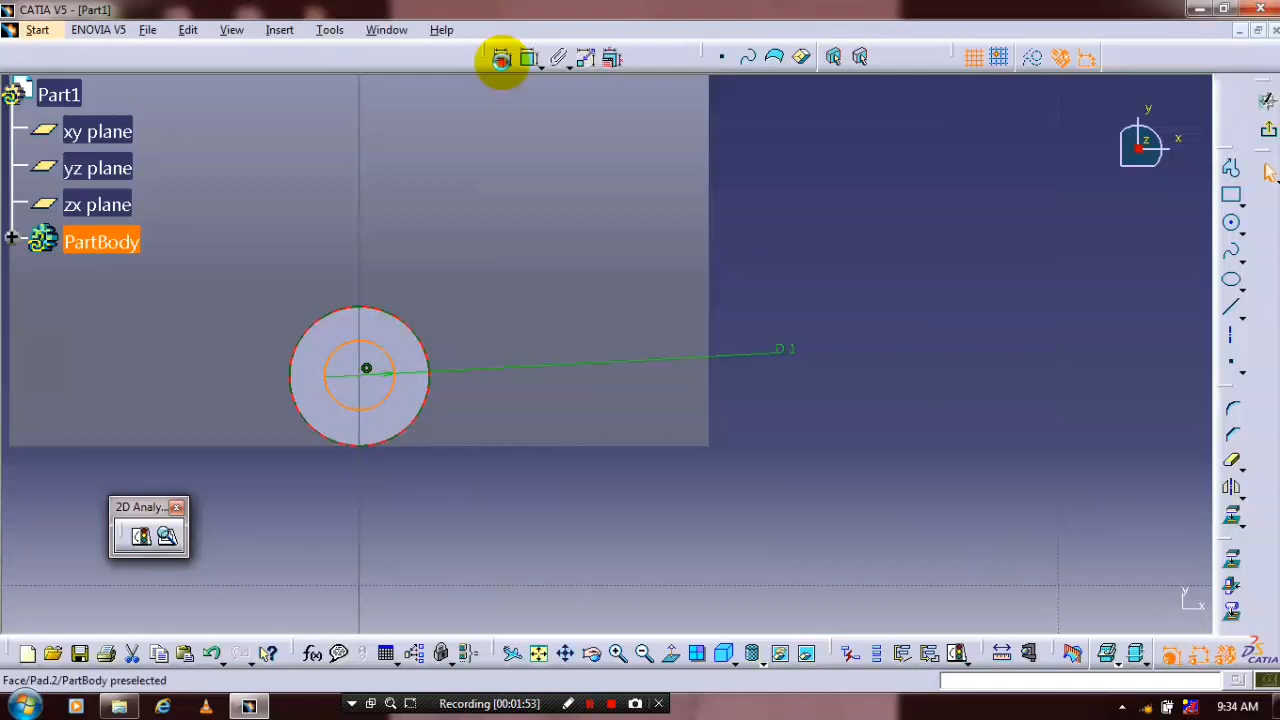 CATIA V5 - [Part1]
Start ENOVIA V5 File Edit View Insert Tools Window Help
Part1
xy plane
yz plane
zx plane
PartBody
y
x
z
D 1
2D Analy...
y
x
CATIA
Face/Pad.2/PartBody preselected
Recording [00:01:53]
9:34 AM